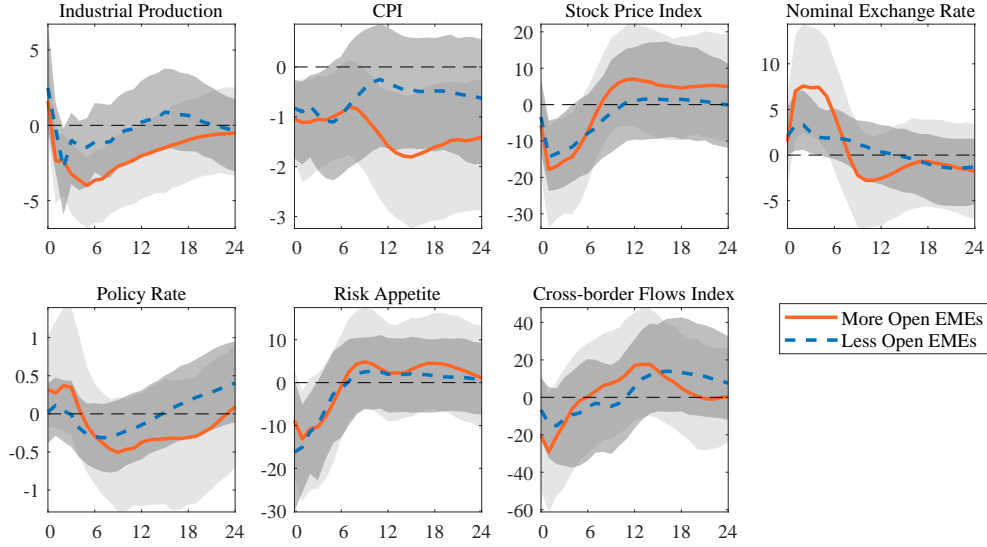 Industrial Production
CPI
Stock Price Index
Nominal Exchange Rate
5
0
-5
0 6 12 18 24
0
-1
-2
-3
0 6 12 18 24
20
10
0
-10
-20
-30
0 6 12 18 24
10
5
0
-5
0 6 12 18 24
Policy Rate
Risk Appetite
Cross-border Flows Index
1
0.5
0
-0.5
-1
0 6 12 18 24
10
0
-10
-20
-30
0 6 12 18 24
40
20
0
-20
-40
-60
0 6 12 18 24
More Open EMEs
Less Open EMEs